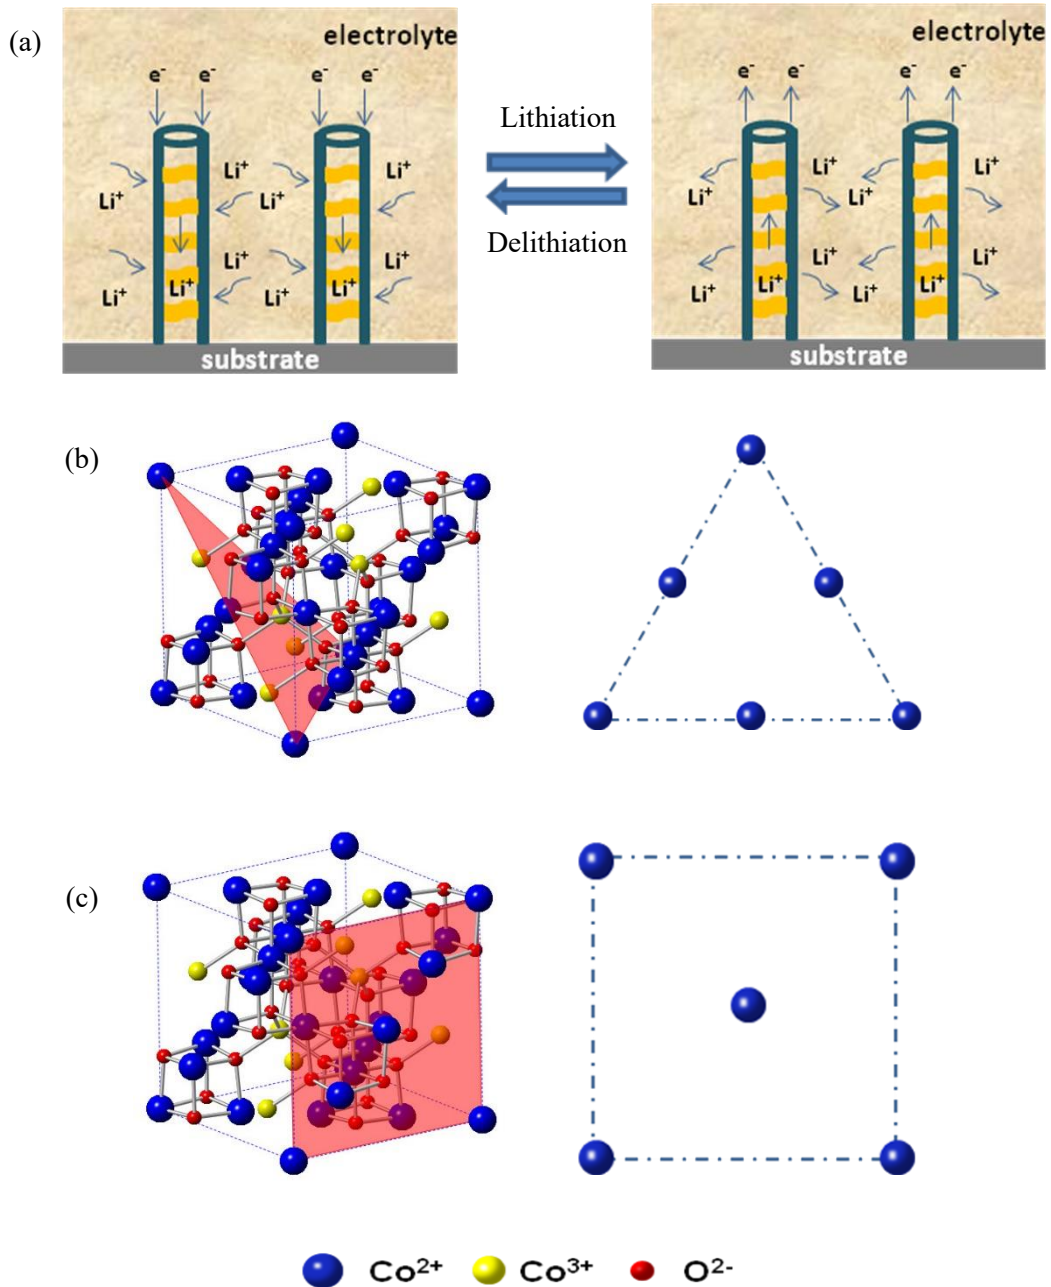 (a)
electrolyte
e⁻ e⁻ e⁻ e⁻
Li⁺ Li⁺
Li⁺ Li⁺
Li⁺ Li⁺
Li⁺ Li⁺ Li⁺ Li⁺
substrate
Lithiation
Delithiation
electrolyte
e⁻ e⁻ e⁻ e⁻
Li⁺ Li⁺
Li⁺ Li⁺
Li⁺ Li⁺
Li⁺ Li⁺ Li⁺ Li⁺
substrate
(b)
(c)
Co²⁺ Co³⁺ O²⁻